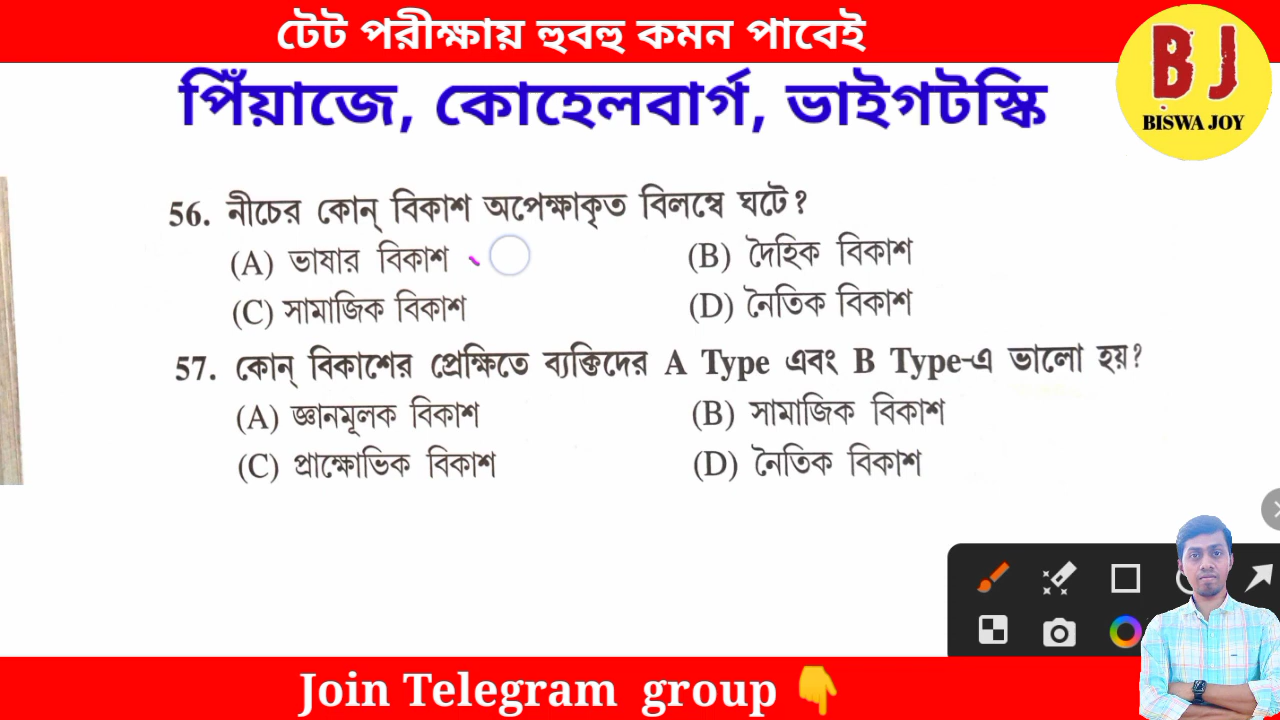 টেট পরীক্ষায় হুবহু কমন পাবেই
BJ
BISWA JOY
পিঁয়াজে, কোহেলবার্গ, ভাইগটস্কি
56. নীচের কোন্ বিকাশ অপেক্ষাকৃত বিলম্বে ঘটে?
(A) ভাষার বিকাশ (B) দৈহিক বিকাশ
(C) সামাজিক বিকাশ (D) নৈতিক বিকাশ
57. কোন্ বিকাশের প্রেক্ষিতে ব্যক্তিদের A Type এবং B Type-এ ভালো হয়?
(A) জ্ঞানমূলক বিকাশ (B) সামাজিক বিকাশ
(C) প্রাক্ষোভিক বিকাশ (D) নৈতিক বিকাশ
Join Telegram group